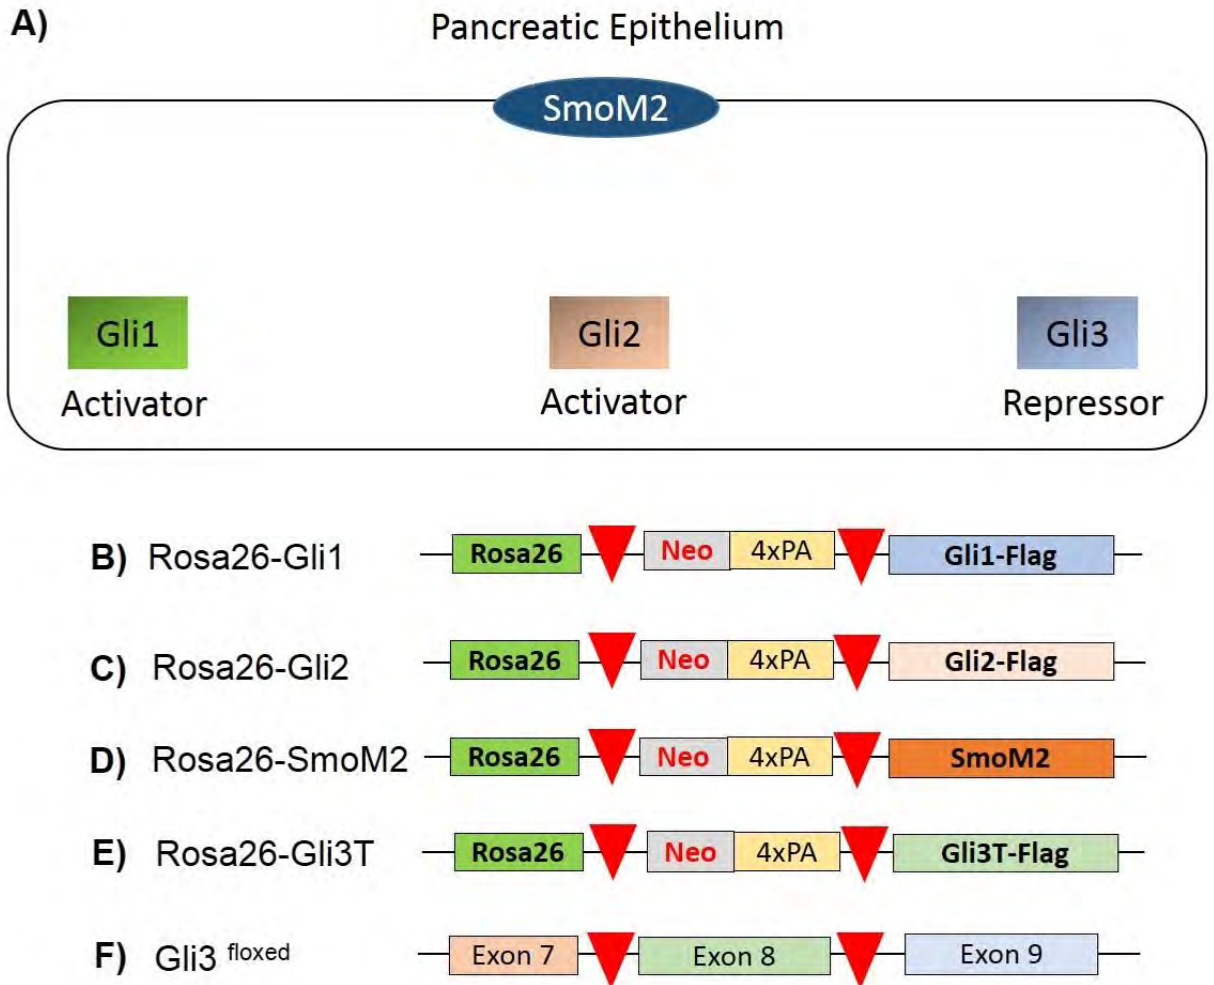 A) Pancreatic Epithelium
SmoM2
Gli1 Gli2 Gli3
Activator Activator Repressor
B) Rosa26-Gli1 Rosa26 Neo 4xPA Gli1-Flag
C) Rosa26-Gli2 Rosa26 Neo 4xPA Gli2-Flag
D) Rosa26-SmoM2 Rosa26 Neo 4xPA SmoM2
E) Rosa26-Gli3T Rosa26 Neo 4xPA Gli3T-Flag
F) Gli3 floxed Exon 7 Exon 8 Exon 9